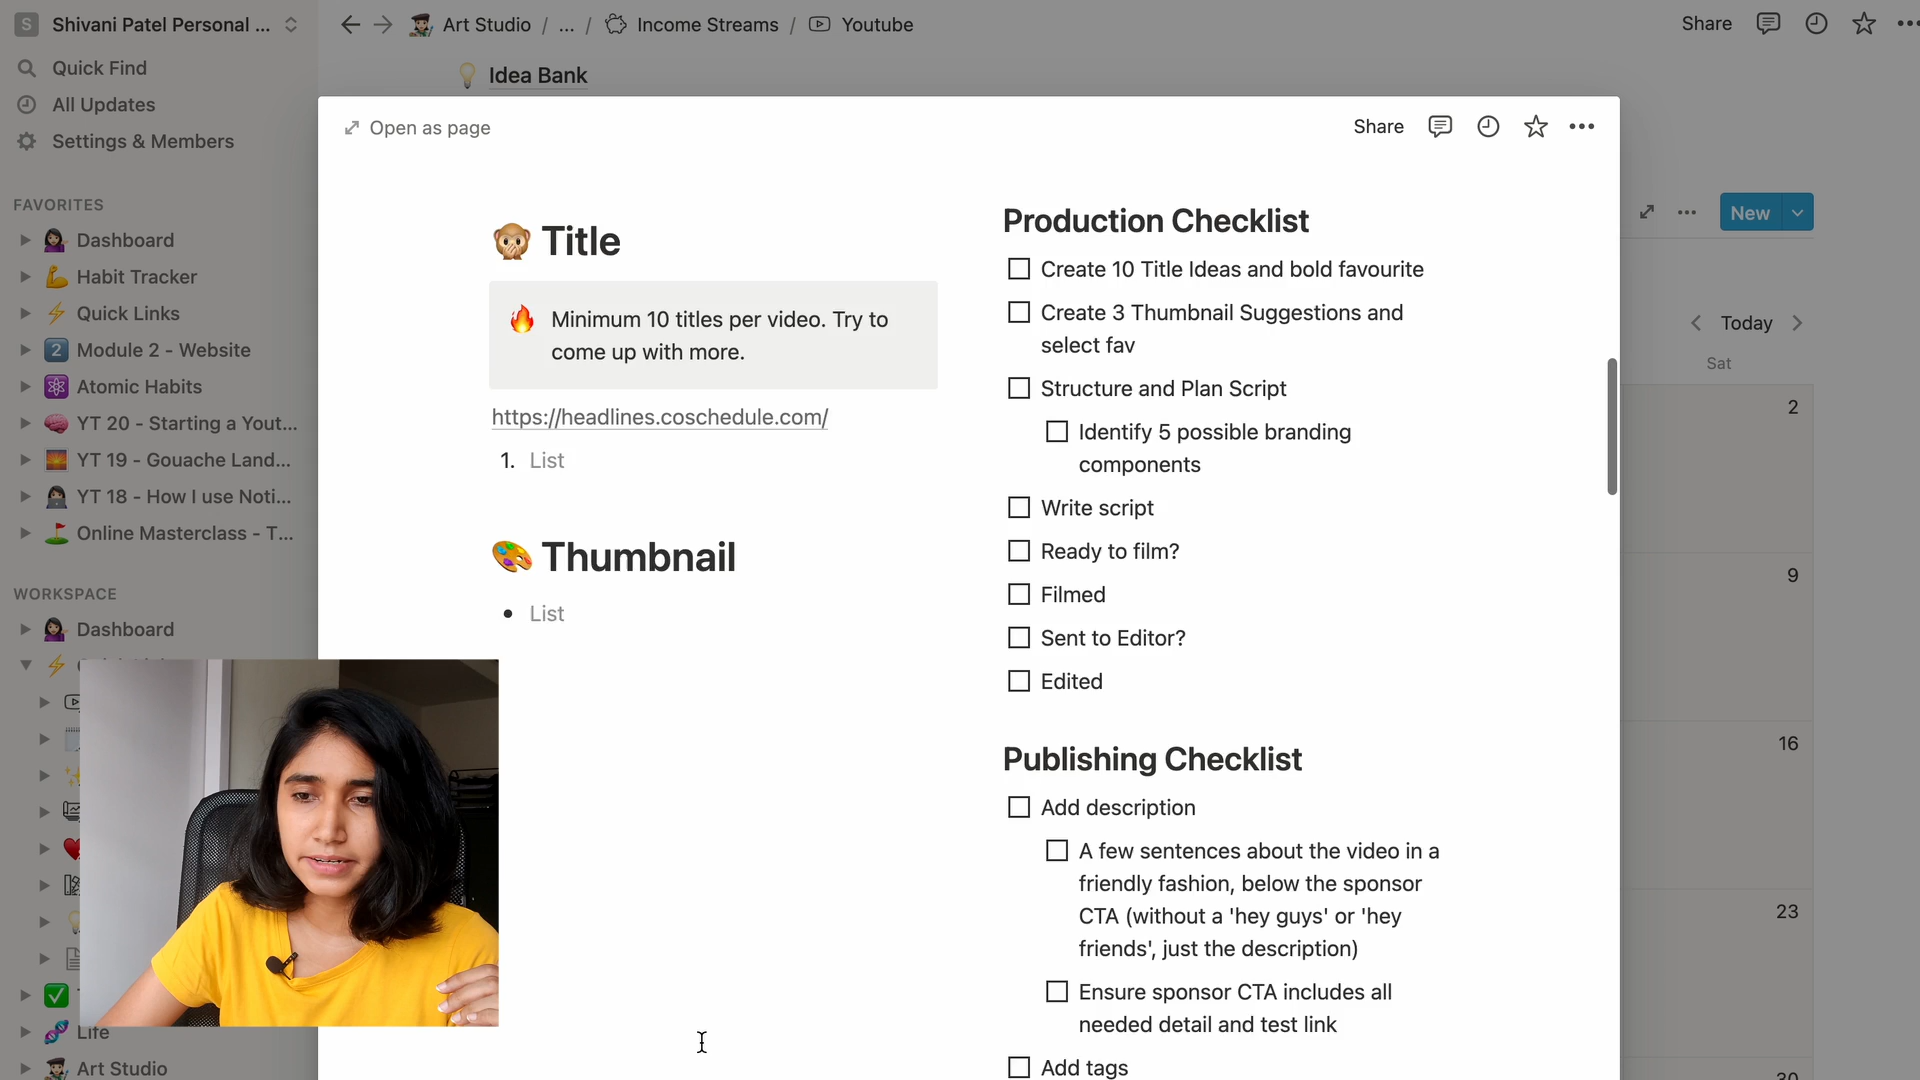 S Shivani Patel Personal ...
Quick Find
All Updates
Settings & Members
FAVORITES
Dashboard
Habit Tracker
Quick Links
2 Module 2 - Website
Atomic Habits
YT 20 - Starting a Yout...
YT 19 - Gouache Land...
YT 18 - How I use Noti...
Online Masterclass - T...
WORKSPACE
Dashboard
Life
Art Studio
Art Studio / ... / Income Streams / Youtube
Share
Idea Bank
Open as page
Share
Title
Minimum 10 titles per video. Try to
come up with more.
https://headlines.coschedule.com/
1. List
Thumbnail
• List
Production Checklist
Create 10 Title Ideas and bold favourite
Create 3 Thumbnail Suggestions and
select fav
Structure and Plan Script
Identify 5 possible branding
components
Write script
Ready to film?
Filmed
Sent to Editor?
Edited
Publishing Checklist
Add description
A few sentences about the video in a
friendly fashion, below the sponsor
CTA (without a 'hey guys' or 'hey
friends', just the description)
Ensure sponsor CTA includes all
needed detail and test link
Add tags
New
Today
Sat
2
9
16
23
30